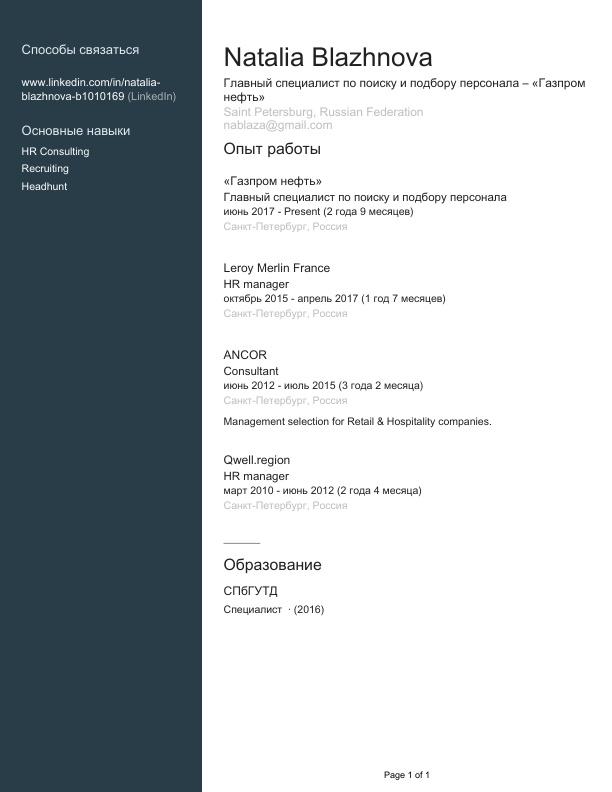 Способы связаться
www.linkedin.com/in/natalia-
blazhnova-b1010169 (LinkedIn)
Основные навыки
HR Consulting
Recruiting
Headhunt
Natalia Blazhnova
Главный специалист по поиску и подбору персонала – «Газпром
нефть»
Saint Petersburg, Russian Federation
nablaza@gmail.com
Опыт работы
«Газпром нефть»
Главный специалист по поиску и подбору персонала
июнь 2017 - Present (2 года 9 месяцев)
Санкт-Петербург, Россия
Leroy Merlin France
HR manager
октябрь 2015 - апрель 2017 (1 год 7 месяцев)
Санкт-Петербург, Россия
ANCOR
Consultant
июнь 2012 - июль 2015 (3 года 2 месяца)
Санкт-Петербург, Россия
Management selection for Retail & Hospitality companies.
Qwell.region
HR manager
март 2010 - июнь 2012 (2 года 4 месяца)
Санкт-Петербург, Россия
Образование
СПбГУТД
Специалист · (2016)
Page 1 of 1